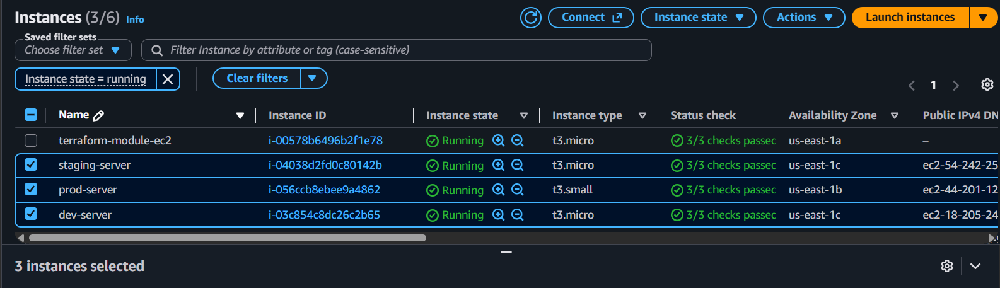 Instances (3/6) Info Connect Instance state Actions Launch instances
Saved filter sets
Choose filter set Filter Instance by attribute or tag (case-sensitive)
Instance state = running Clear filters 1
Name Instance ID Instance state Instance type Status check Availability Zone Public IPv4 DN
terraform-module-ec2 i-00578b6496b2f1e78 Running t3.micro 3/3 checks passed us-east-1a –
staging-server i-04038d2fd0c80142b Running t3.micro 3/3 checks passed us-east-1c ec2-54-242-25
prod-server i-056ccb8ebee9a4862 Running t3.small 3/3 checks passed us-east-1b ec2-44-201-12
dev-server i-03c854c8dc26c2b65 Running t3.micro 3/3 checks passed us-east-1c ec2-18-205-24
3 instances selected